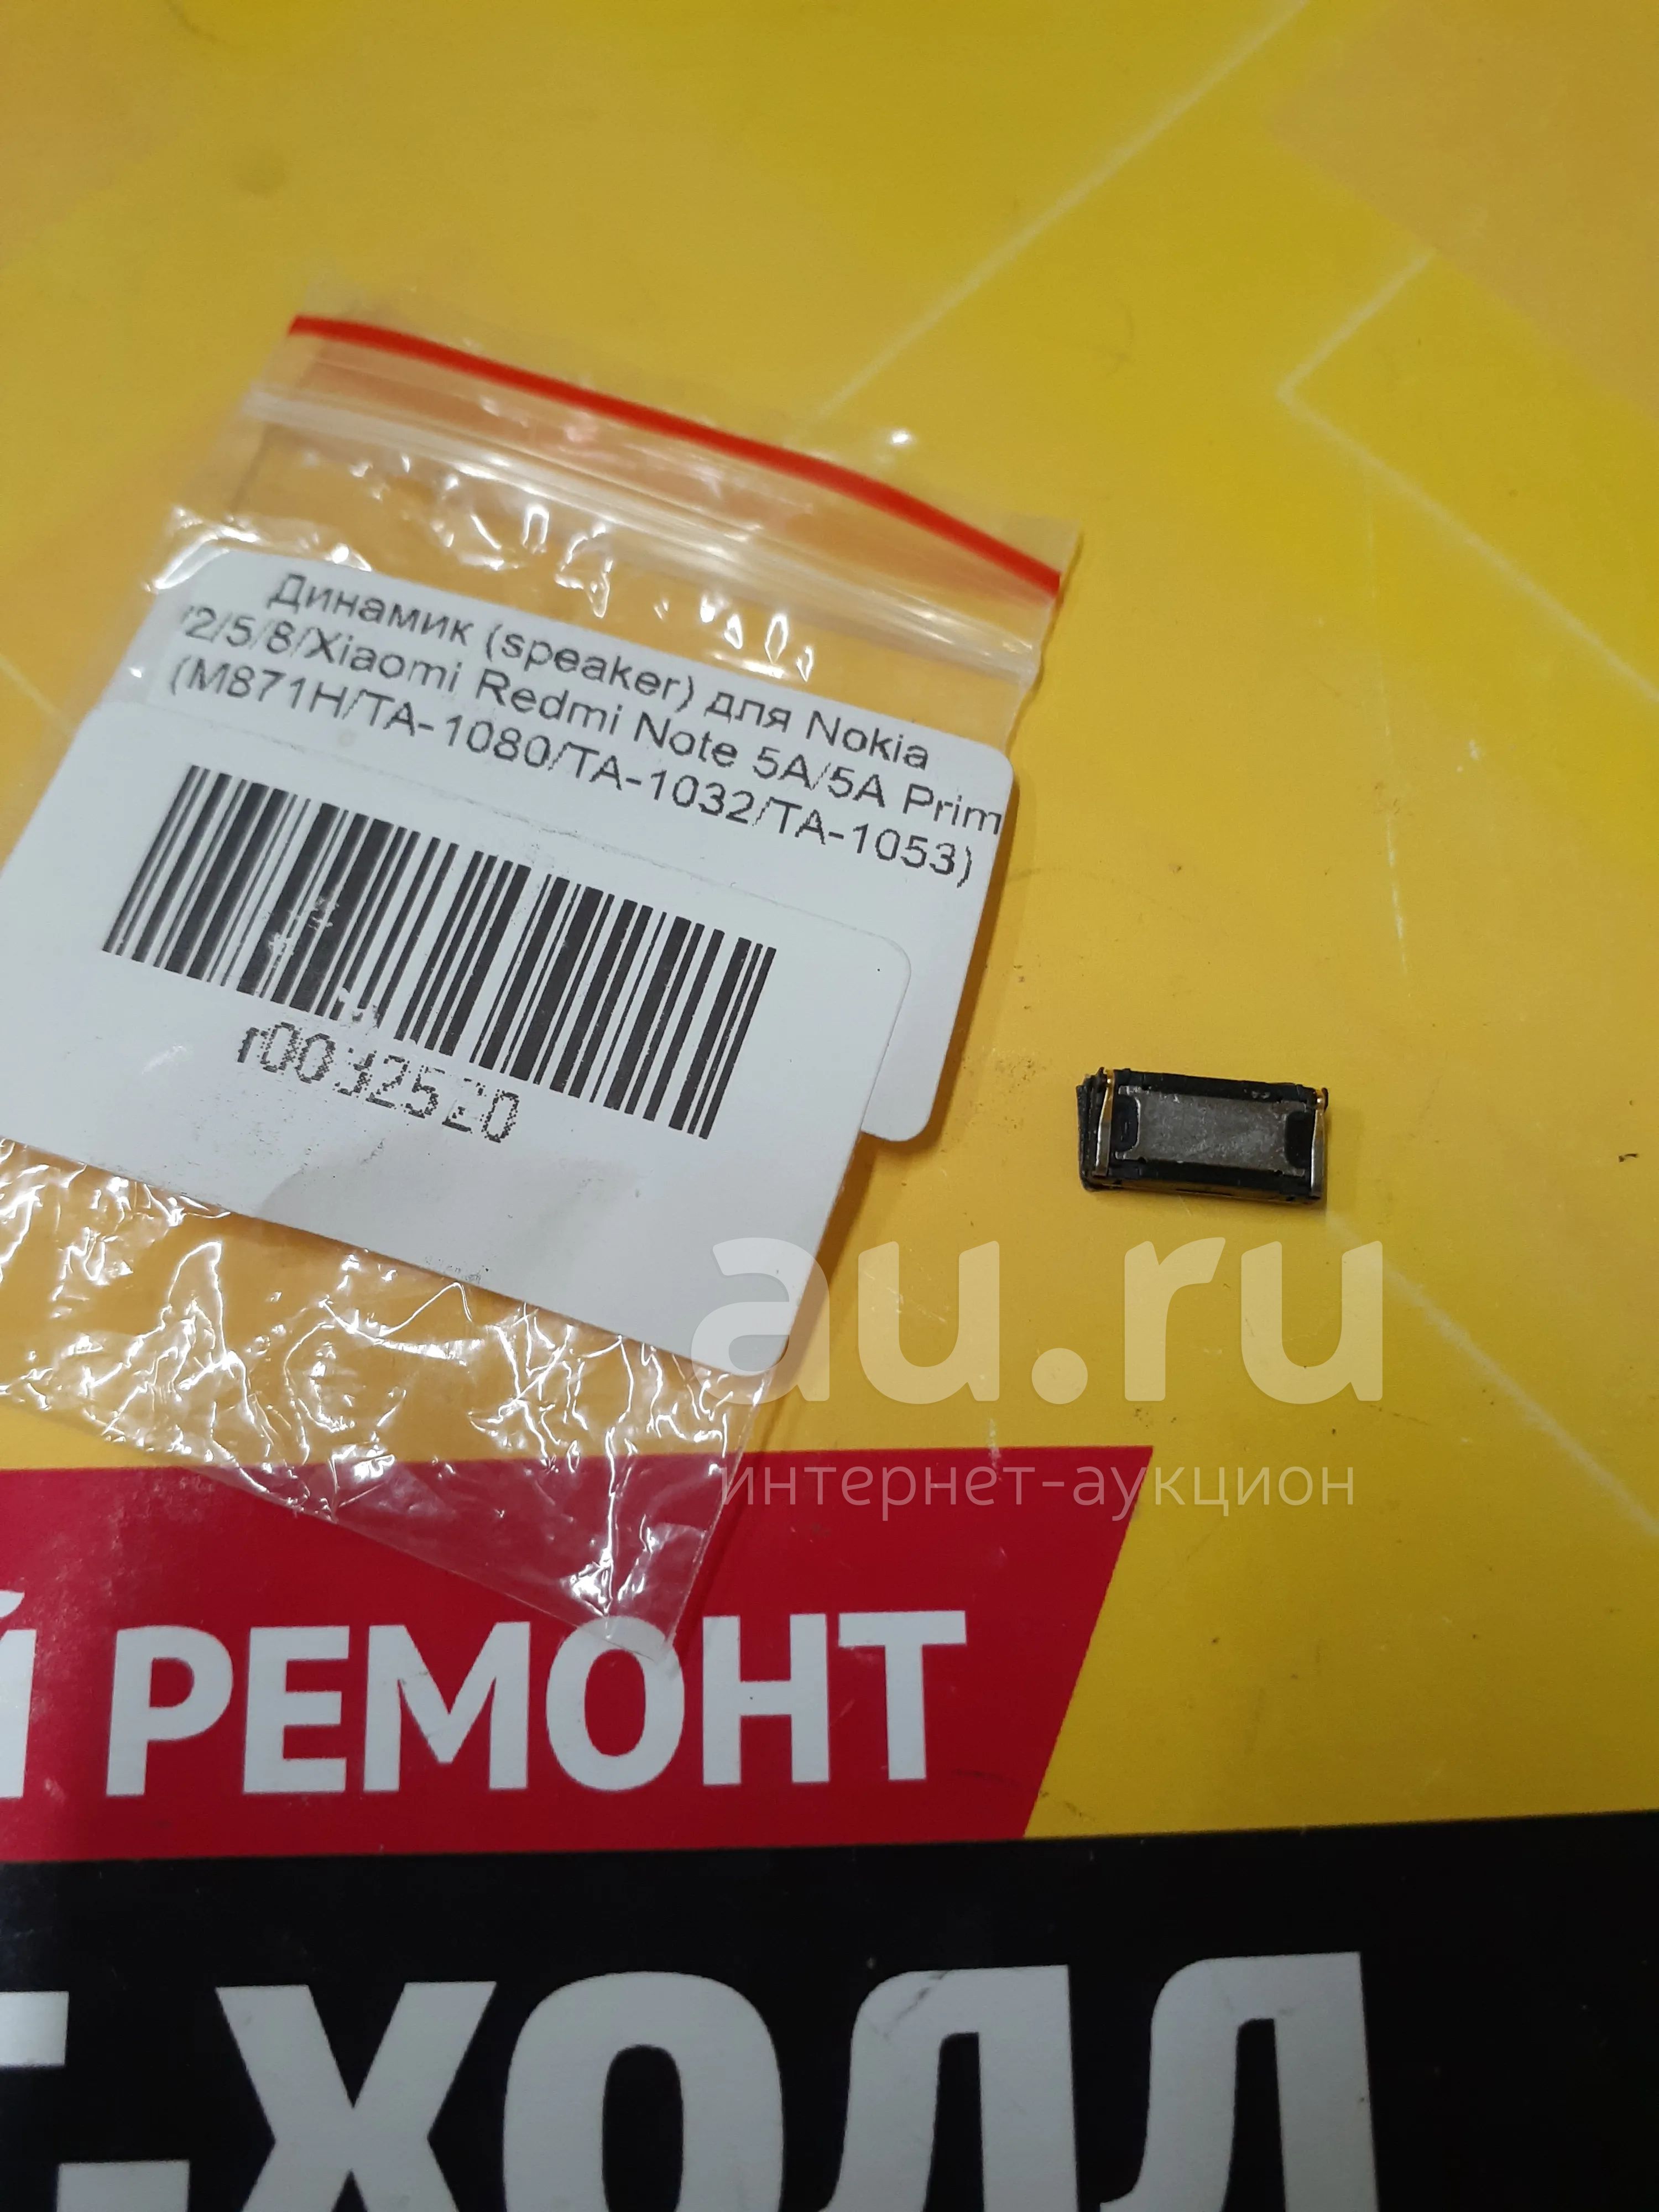 Динамик (speaker) для Nokia
/2/5/8/Xiaomi Redmi Note 5A/5A Prim
(M871H/TA-1080/TA-1032/TA-1053)
r0032520
au.ru
интернет-аукцион
Й РЕМОНТ
.ХОЛЛ